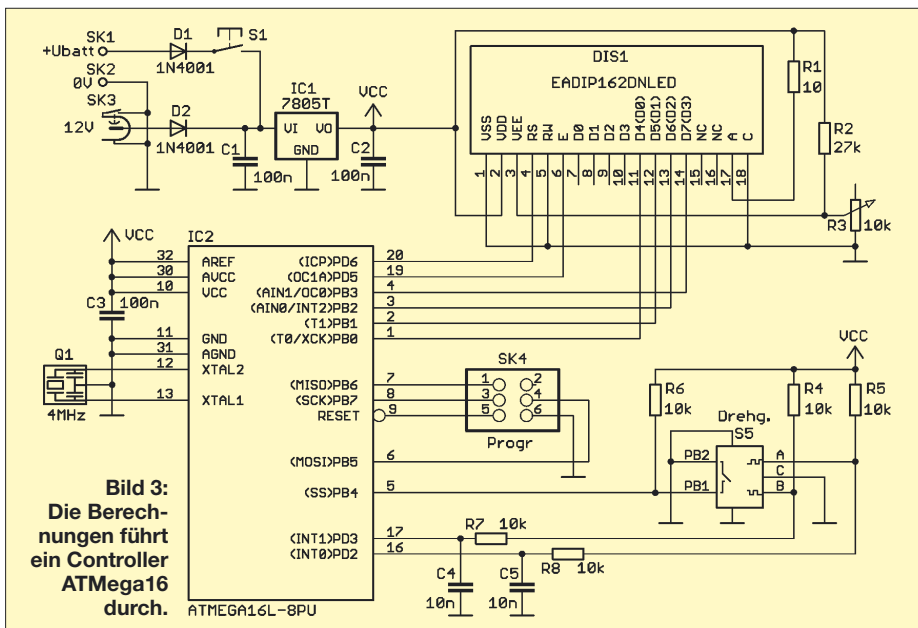 SK1
+Ubatt
D1
1N4001
S1
SK2
0V
SK3
12V
D2
1N4001
C1
100n
IC1
7805T
VI VO
GND
VCC
C2
100n
DIS1
EADIP162DNLED
VSS VDD VEE RS RW E D0 D1 D2 D3 D4(D0) D5(D1) D6(D2) D7(D3) NC NC A C
1 2 3 4 5 6 7 8 9 10 11 12 13 14 15 16 17 18
R1
10
R2
27k
R3
10k
VCC
C3
100n
Q1
4MHz
IC2
32 AREF
30 AVCC
10 VCC
11 GND
31 AGND
12 XTAL2
13 XTAL1
(ICP)PD6 20
(OC1A)PD5 19
(AIN1/OC0)PB3 4
(AIN0/INT2)PB2 3
(T1)PB1 2
(T0/XCK)PB0 1
(MISO)PB6 7
(SCK)PB7 8
RESET 9
(MOSI)PB5 6
(SS)PB4 5
(INT1)PD3 17
(INT0)PD2 16
ATMEGA16L-8PU
SK4
1 2
3 4
5 6
Progr
VCC
R6
10k
R4
10k
R5
10k
Drehg.
S5
PB2
PB1
A
C
B
R7 10k
R8 10k
C4
10n
C5
10n
Bild 3:
Die Berech-
nungen führt
ein Controller
ATMega16
durch.